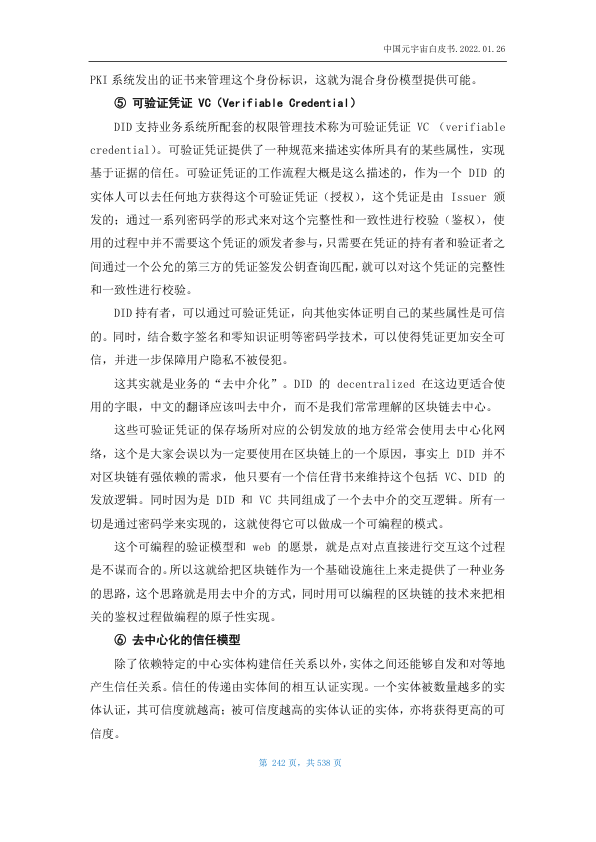 中国元宇宙白皮书.2022.01.26
PKI 系统发出的证书来管理这个身份标识，这就为混合身份模型提供可能。
⑤ 可验证凭证 VC（Verifiable Credential）
DID 支持业务系统所配套的权限管理技术称为可验证凭证 VC （verifiable
credential）。可验证凭证提供了一种规范来描述实体所具有的某些属性，实现
基于证据的信任。可验证凭证的工作流程大概是这么描述的，作为一个 DID 的
实体人可以去任何地方获得这个可验证凭证（授权），这个凭证是由 Issuer 颁
发的；通过一系列密码学的形式来对这个完整性和一致性进行校验（鉴权），使
用的过程中并不需要这个凭证的颁发者参与，只需要在凭证的持有者和验证者之
间通过一个公允的第三方的凭证签发公钥查询匹配，就可以对这个凭证的完整性
和一致性进行校验。
DID 持有者，可以通过可验证凭证，向其他实体证明自己的某些属性是可信
的。同时，结合数字签名和零知识证明等密码学技术，可以使得凭证更加安全可
信，并进一步保障用户隐私不被侵犯。
这其实就是业务的“去中介化”。DID 的 decentralized 在这边更适合使
用的字眼，中文的翻译应该叫去中介，而不是我们常常理解的区块链去中心。
这些可验证凭证的保存场所对应的公钥发放的地方经常会使用去中心化网
络，这个是大家会误以为一定要使用在区块链上的一个原因，事实上 DID 并不
对区块链有强依赖的需求，他只要有一个信任背书来维持这个包括 VC、DID 的
发放逻辑。同时因为是 DID 和 VC 共同组成了一个去中介的交互逻辑。所有一
切是通过密码学来实现的，这就使得它可以做成一个可编程的模式。
这个可编程的验证模型和 web 的愿景，就是点对点直接进行交互这个过程
是不谋而合的。所以这就给把区块链作为一个基础设施往上来走提供了一种业务
的思路，这个思路就是用去中介的方式，同时用可以编程的区块链的技术来把相
关的鉴权过程做编程的原子性实现。
⑥ 去中心化的信任模型
除了依赖特定的中心实体构建信任关系以外，实体之间还能够自发和对等地
产生信任关系。信任的传递由实体间的相互认证实现。一个实体被数量越多的实
体认证，其可信度就越高；被可信度越高的实体认证的实体，亦将获得更高的可
信度。
第 242 页，共 538 页